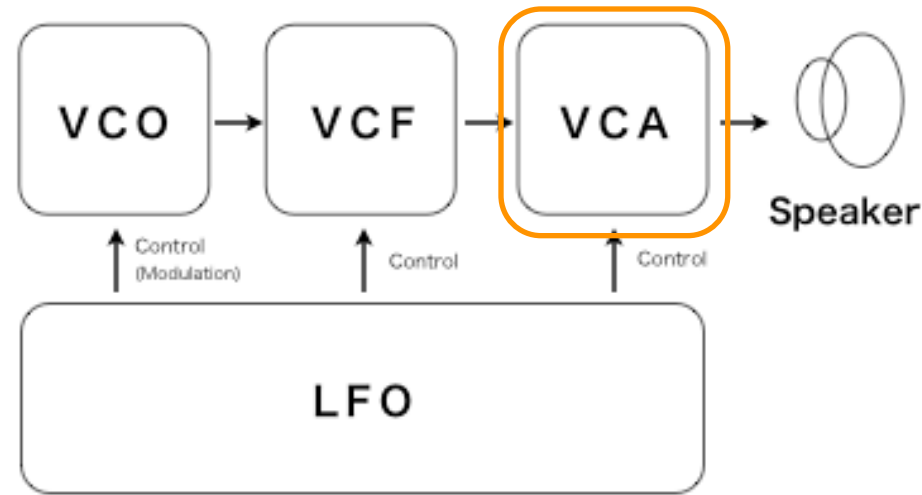 VCO
VCF
VCA
Speaker
Control
(Modulation)
Control
Control
LFO